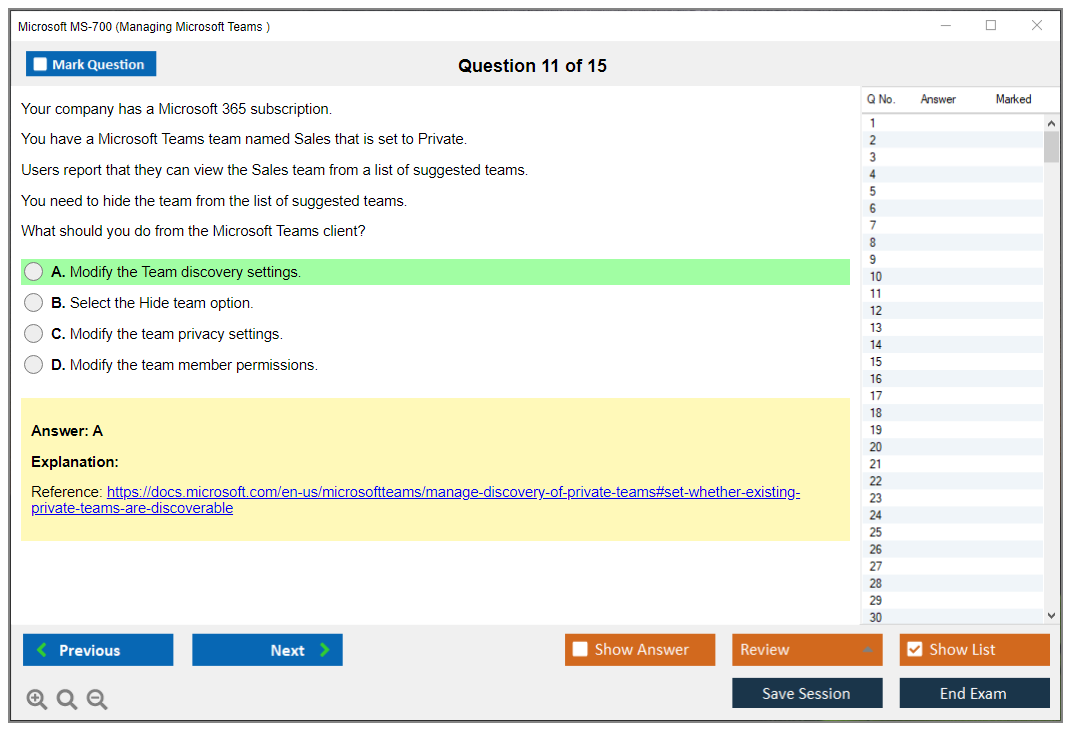 Microsoft MS-700 (Managing Microsoft Teams )
Mark Question
Question 11 of 15
Your company has a Microsoft 365 subscription.
You have a Microsoft Teams team named Sales that is set to Private.
Users report that they can view the Sales team from a list of suggested teams.
You need to hide the team from the list of suggested teams.
What should you do from the Microsoft Teams client?
A. Modify the Team discovery settings.
B. Select the Hide team option.
C. Modify the team privacy settings.
D. Modify the team member permissions.
Answer: A
Explanation:
Reference: https://docs.microsoft.com/en-us/microsoftteams/manage-discovery-of-private-teams#set-whether-existing-
private-teams-are-discoverable
Q No. Answer Marked
1
2
3
4
5
6
7
8
9
10
11
12
13
14
15
16
17
18
19
20
21
22
23
24
25
26
27
28
29
30
Previous
Next
Show Answer
Review
Show List
Save Session
End Exam